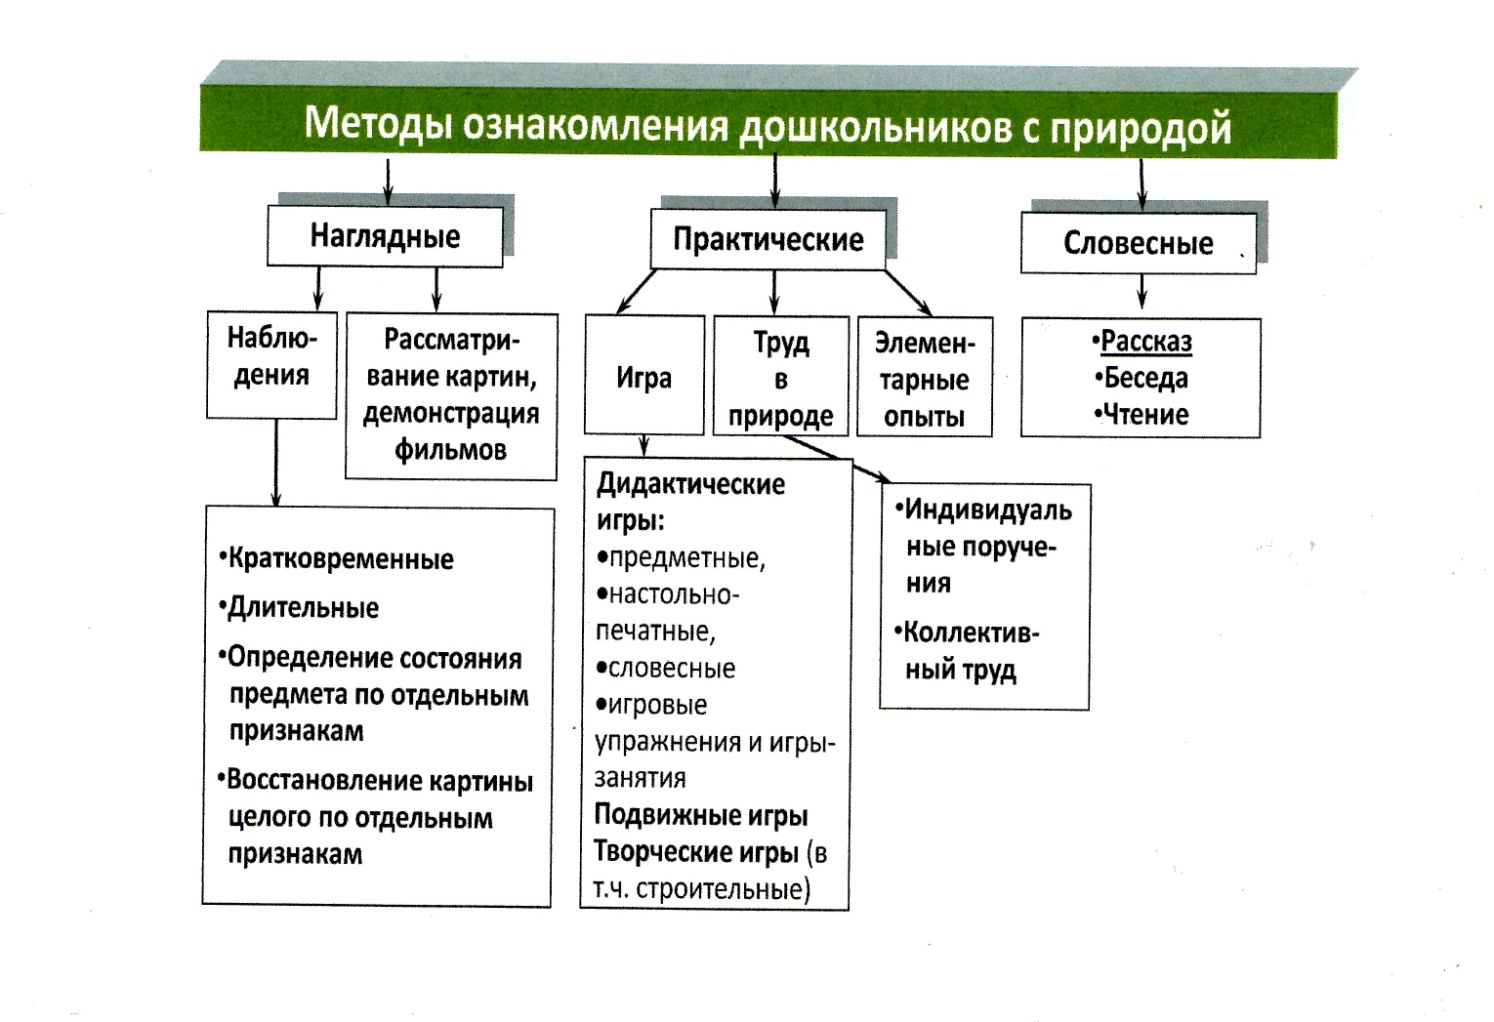 Методы ознакомления дошкольников с природой
Наглядные
Практические
Словесные
Наблю-
дения
Рассматри-
вание картин,
демонстрация
фильмов
Игра
Труд
в
природе
Элемен-
тарные
опыты
•Рассказ
•Беседа
•Чтение
•Кратковременные
•Длительные
•Определение состояния
предмета по отдельным
признакам
•Восстановление картины
целого по отдельным
признакам
Дидактические
игры:
●предметные,
●настольно-
печатные,
●словесные
●игровые
упражнения и игры-
занятия
Подвижные игры
Творческие игры (в
т.ч. строительные)
•Индивидуаль
ные поруче-
ния
•Коллектив-
ный труд